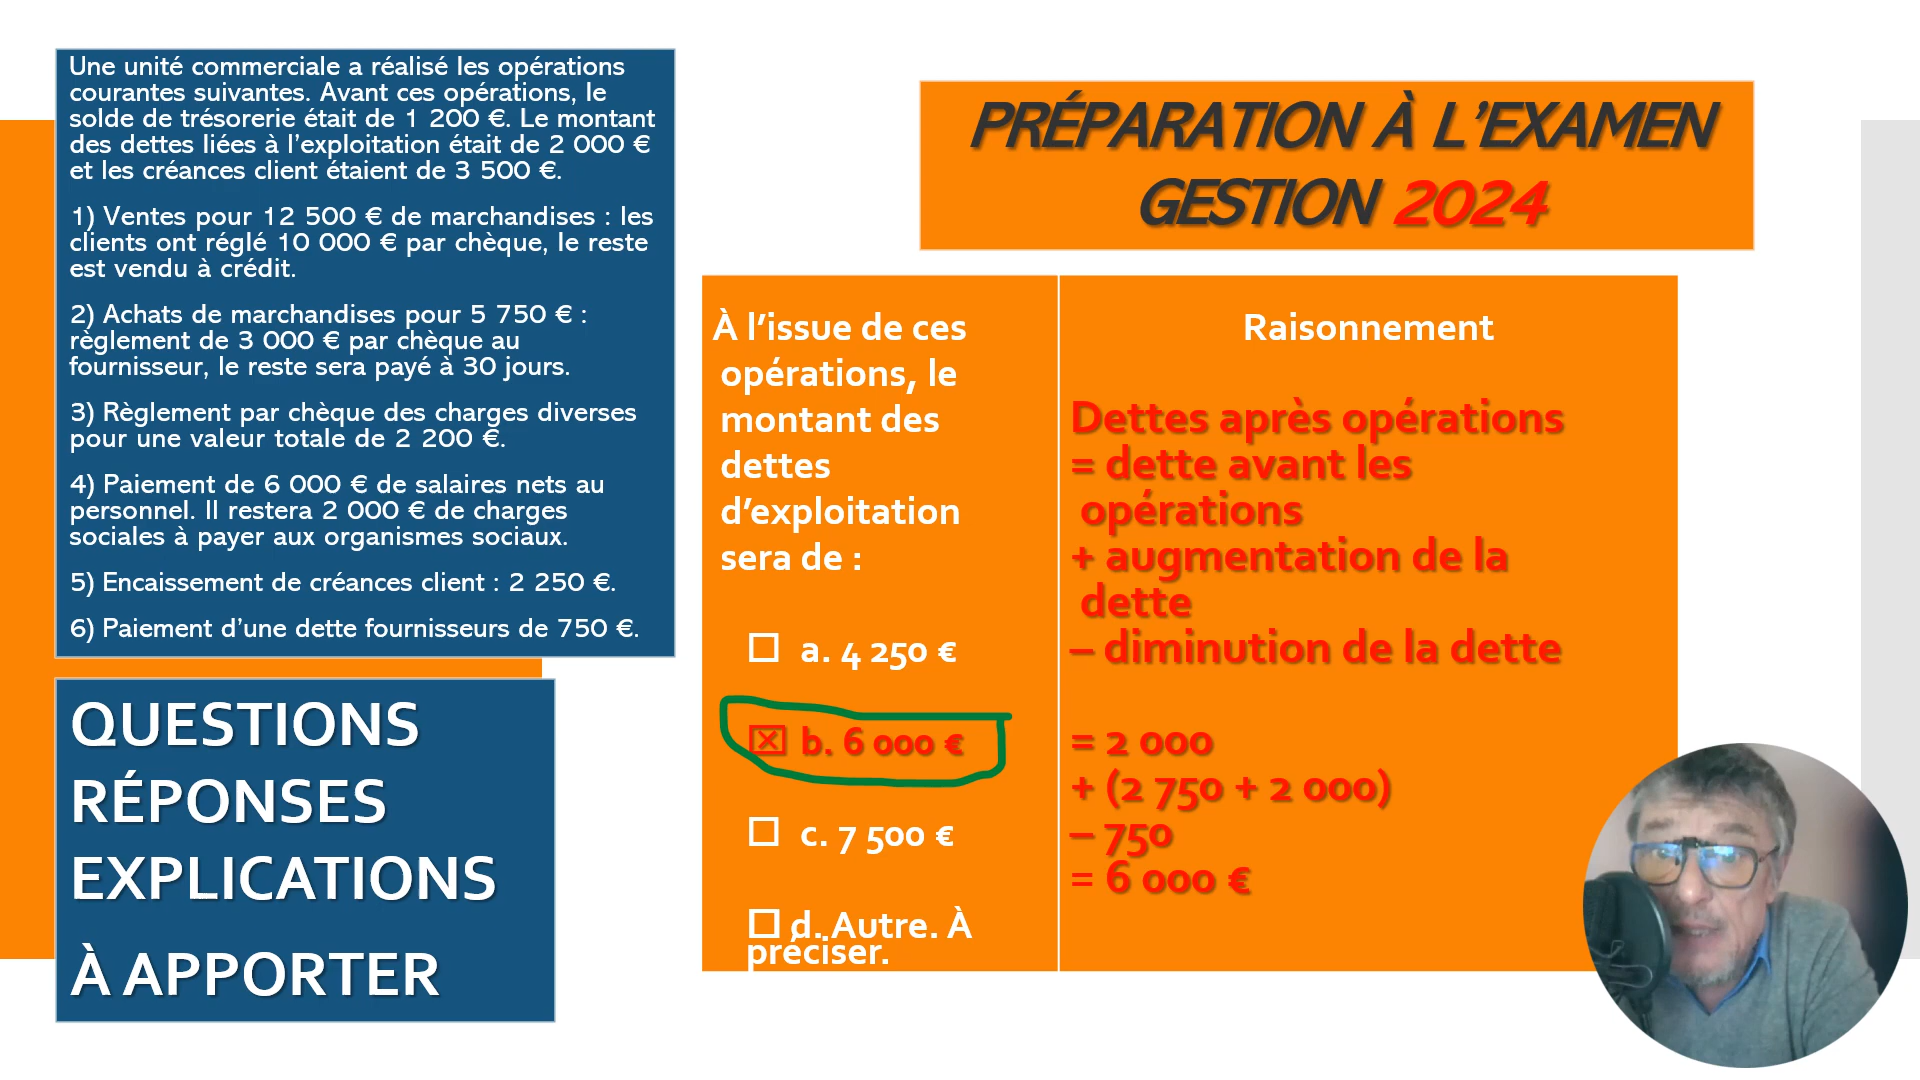 Une unité commerciale a réalisé les opérations
courantes suivantes. Avant ces opérations, le
solde de trésorerie était de 1 200 €. Le montant
des dettes liées à l'exploitation était de 2 000 €
et les créances client étaient de 3 500 €.
1) Ventes pour 12 500 € de marchandises : les
clients ont réglé 10 000 € par chèque, le reste
est vendu à crédit.
2) Achats de marchandises pour 5 750 € :
règlement de 3 000 € par chèque au
fournisseur, le reste sera payé à 30 jours.
3) Règlement par chèque des charges diverses
pour une valeur totale de 2 200 €.
4) Paiement de 6 000 € de salaires nets au
personnel. Il restera 2 000 € de charges
sociales à payer aux organismes sociaux.
5) Encaissement de créances client : 2 250 €.
6) Paiement d'une dette fournisseurs de 750 €.
QUESTIONS
RÉPONSES
EXPLICATIONS
À APPORTER
PRÉPARATION À L'EXAMEN
GESTION 2024
À l'issue de ces
opérations, le
montant des
dettes
d'exploitation
sera de :
☐ a. 4 250 €
☒ b. 6 000 €
☐ c. 7 500 €
☐ d. Autre. À
préciser.
Raisonnement
Dettes après opérations
= dette avant les
opérations
+ augmentation de la
dette
– diminution de la dette
= 2 000
+ (2 750 + 2 000)
– 750
= 6 000 €